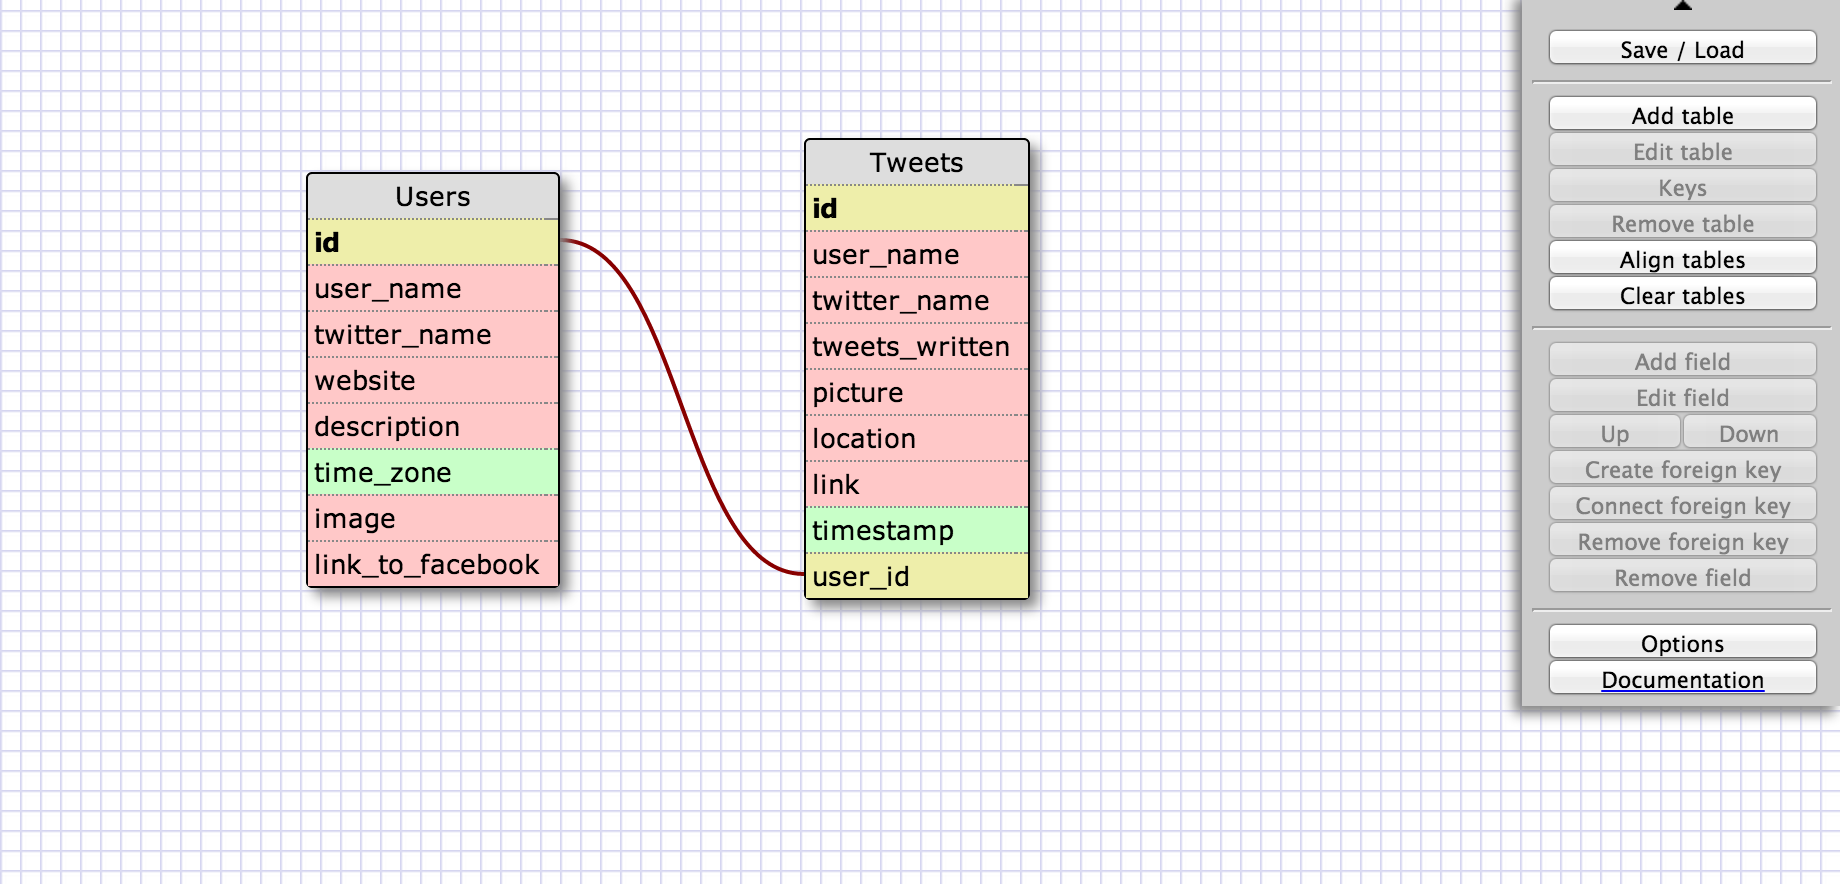 Users
id
user_name
twitter_name
website
description
time_zone
image
link_to_facebook
Tweets
id
user_name
twitter_name
tweets_written
picture
location
link
timestamp
user_id
Save / Load
Add table
Edit table
Keys
Remove table
Align tables
Clear tables
Add field
Edit field
Up Down
Create foreign key
Connect foreign key
Remove foreign key
Remove field
Options
Documentation